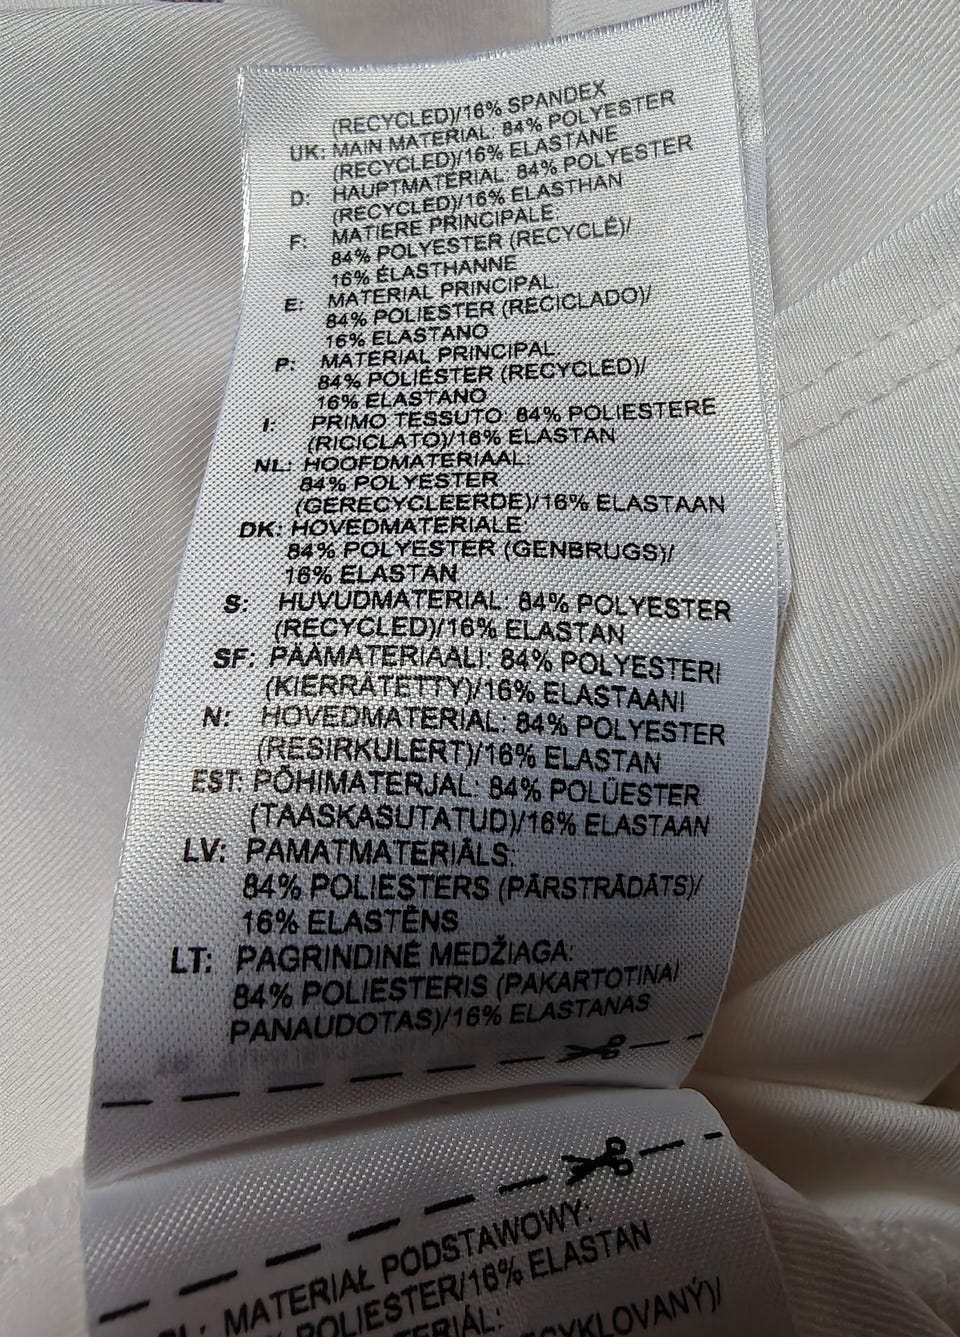 (RECYCLED)/16% SPANDEX
UK: MAIN MATERIAL: 84% POLYESTER
(RECYCLED)/16% ELASTANE
D: HAUPTMATERIAL: 84% POLYESTER
(RECYCLED)/16% ELASTHAN
F: MATIERE PRINCIPALE:
84% POLYESTER (RECYCLÉ)/
16% ÉLASTHANNE
E: MATERIAL PRINCIPAL:
84% POLIÉSTER (RECICLADO)/
16% ELASTANO
P: MATERIAL PRINCIPAL
84% POLIÉSTER (RECYCLED)/
16% ELASTANO
I: PRIMO TESSUTO: 84% POLIESTERE
(RICICLATO)/16% ELASTAN
NL: HOOFDMATERIAAL:
84% POLYESTER
(GERECYCLEERDE)/16% ELASTAAN
DK: HOVEDMATERIALE:
84% POLYESTER (GENBRUGS)/
16% ELASTAN
S: HUVUDMATERIAL: 84% POLYESTER
(RECYCLED)/16% ELASTAN
SF: PÄÄMATERIAALI: 84% POLYESTERI
(KIERRÄTETTY)/16% ELASTAANI
N: HOVEDMATERIAL: 84% POLYESTER
(RESIRKULERT)/16% ELASTAN
EST: PÕHIMATERJAL: 84% POLÜESTER
(TAASKASUTATUD)/16% ELASTAAN
LV: PAMATMATERIĀLS:
84% POLIESTERS (PĀRSTRĀDĀTS)/
16% ELASTĒNS
LT: PAGRINDINĖ MEDŽIAGA:
84% POLIESTERIS (PAKARTOTINAI
PANAUDOTAS)/16% ELASTANAS
MATERIAŁ PODSTAWOWY:
POLIESTER/16% ELASTAN